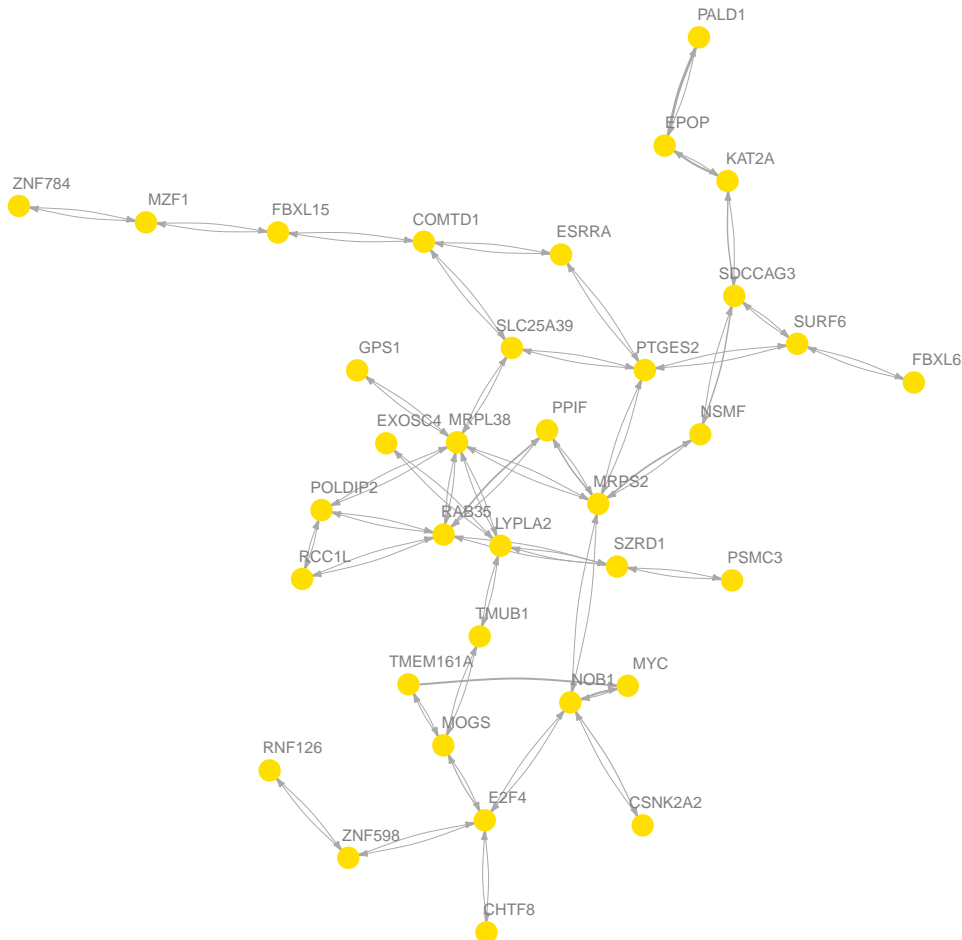 PALD1
EPOP
KAT2A
ZNF784
MZF1
FBXL15
COMTD1
ESRRA
SDCCAG3
SURF6
SLC25A39
PTGES2
GPS1
FBXL6
EXOSC4
MRPL38
PPIF
NSMF
POLDIP2
MRPS2
RAB35
LYPLA2
SZRD1
RCC1L
PSMC3
TMUB1
TMEM161A
NOB1
MYC
MOGS
RNF126
E2F4
CSNK2A2
ZNF598
CHTF8